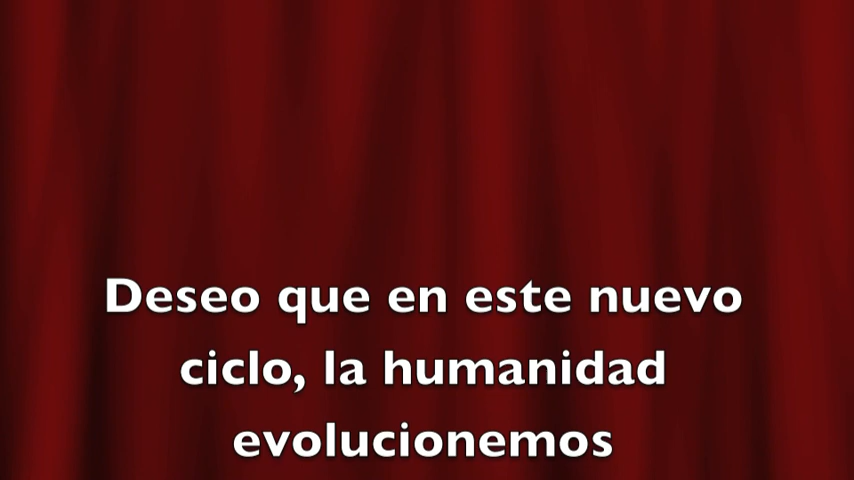 Deseo que en este nuevo
ciclo, la humanidad
evolucionemos